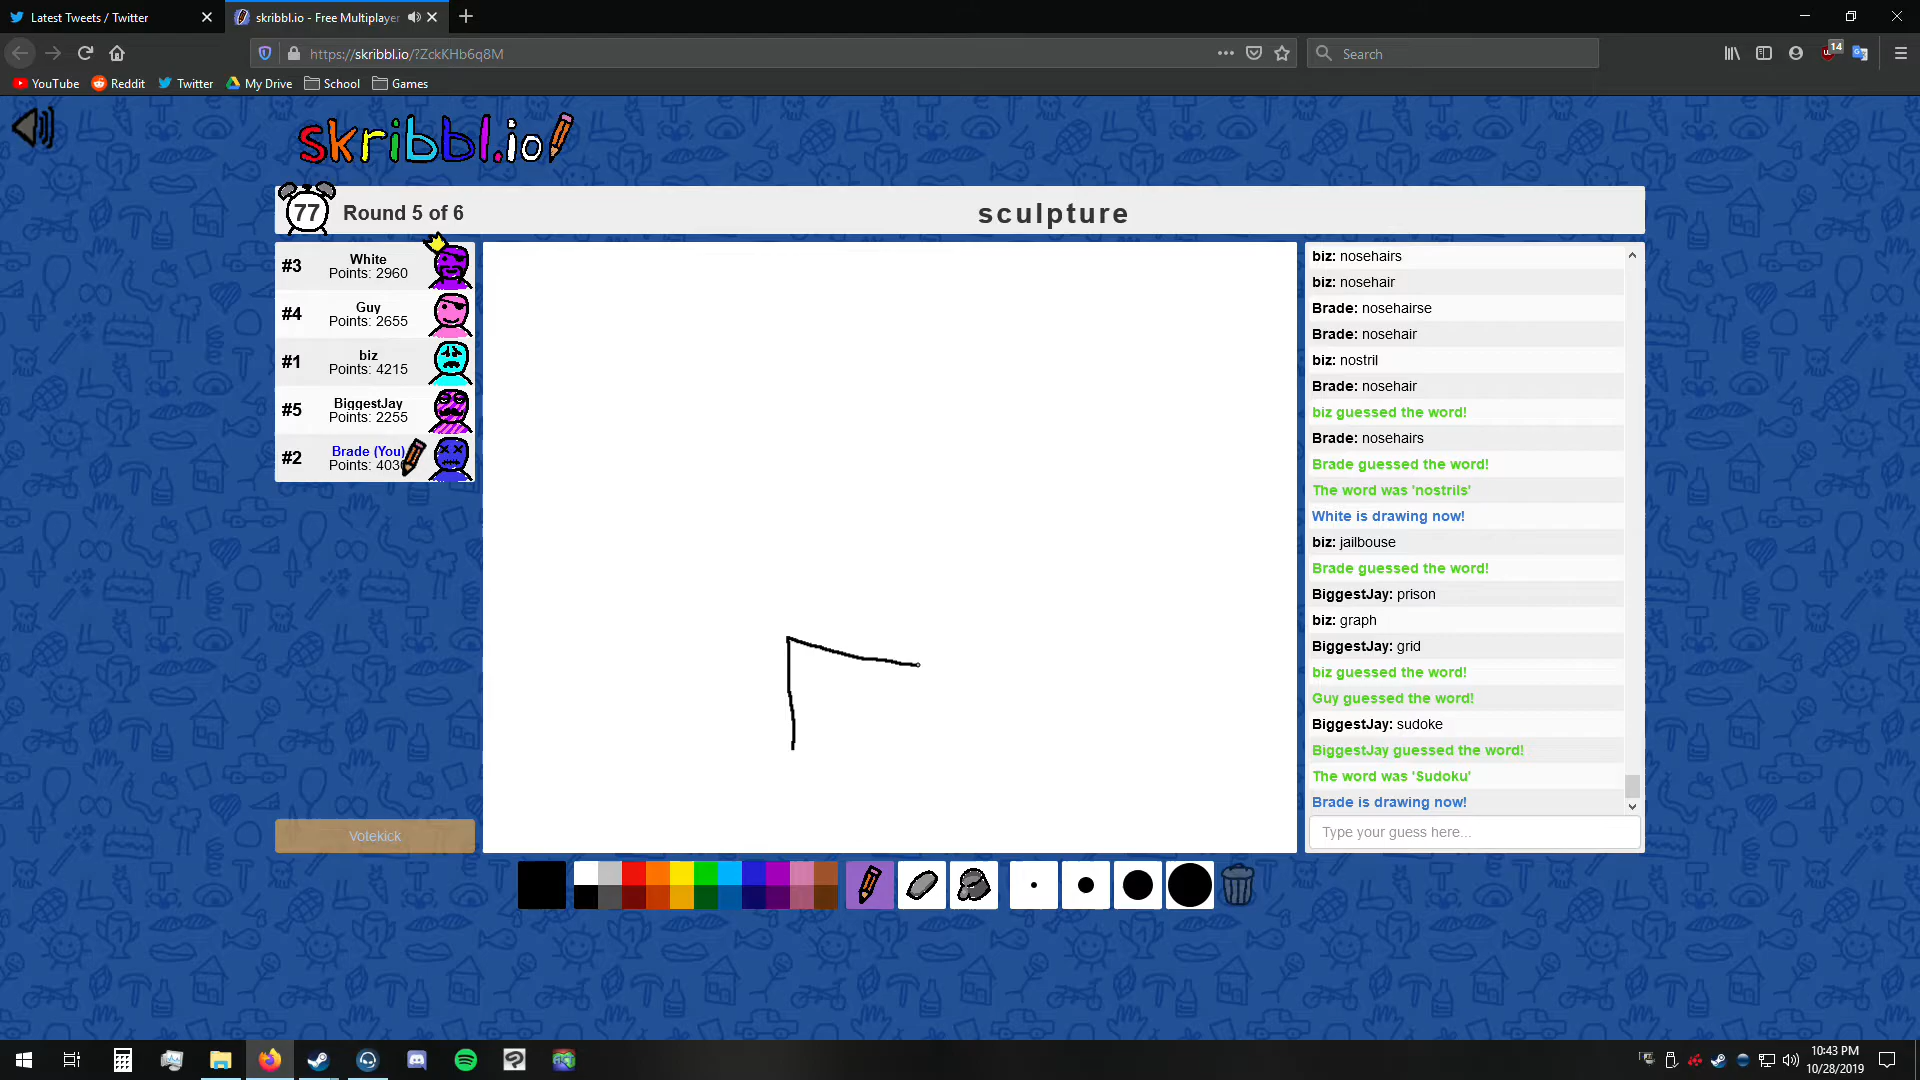 Latest Tweets / Twitter
skribbl.io - Free Multiplayer
https://skribbl.io/?ZckKHb6q8M
Search
14
YouTube
Reddit
Twitter
My Drive
School
Games
skribbl.io
77
Round 5 of 6
sculpture
#3
White
Points: 2960
#4
Guy
Points: 2655
#1
biz
Points: 4215
#5
BiggestJay
Points: 2255
#2
Brade (You)
Points: 4030
Votekick
biz: nosehairs
biz: nosehair
Brade: nosehairse
Brade: nosehair
biz: nostril
Brade: nosehair
biz guessed the word!
Brade: nosehairs
Brade guessed the word!
The word was 'nostrils'
White is drawing now!
biz: jailbouse
Brade guessed the word!
BiggestJay: prison
biz: graph
BiggestJay: grid
biz guessed the word!
Guy guessed the word!
BiggestJay: sudoke
BiggestJay guessed the word!
The word was 'Sudoku'
Brade is drawing now!
Type your guess here...
10:43 PM
10/28/2019